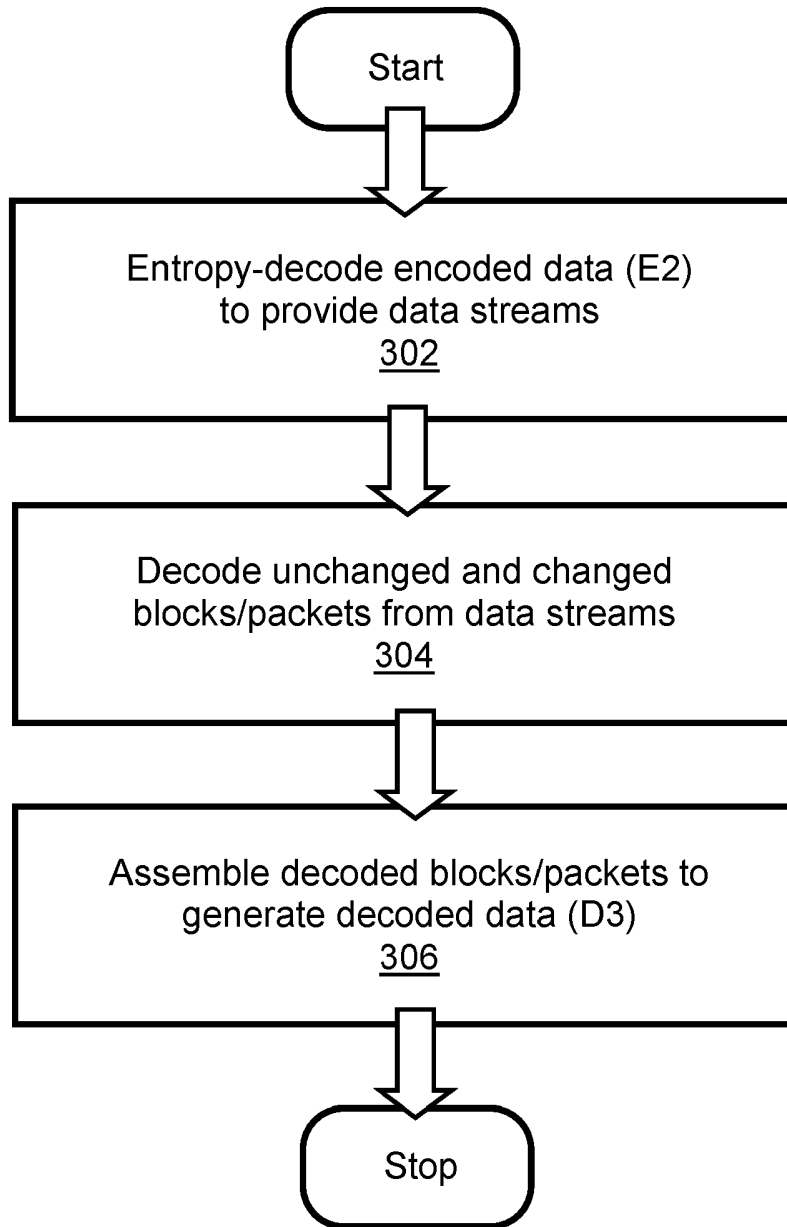 Start
Entropy-decode encoded data (E2)
to provide data streams
302
Decode unchanged and changed
blocks/packets from data streams
304
Assemble decoded blocks/packets to
generate decoded data (D3)
306
Stop